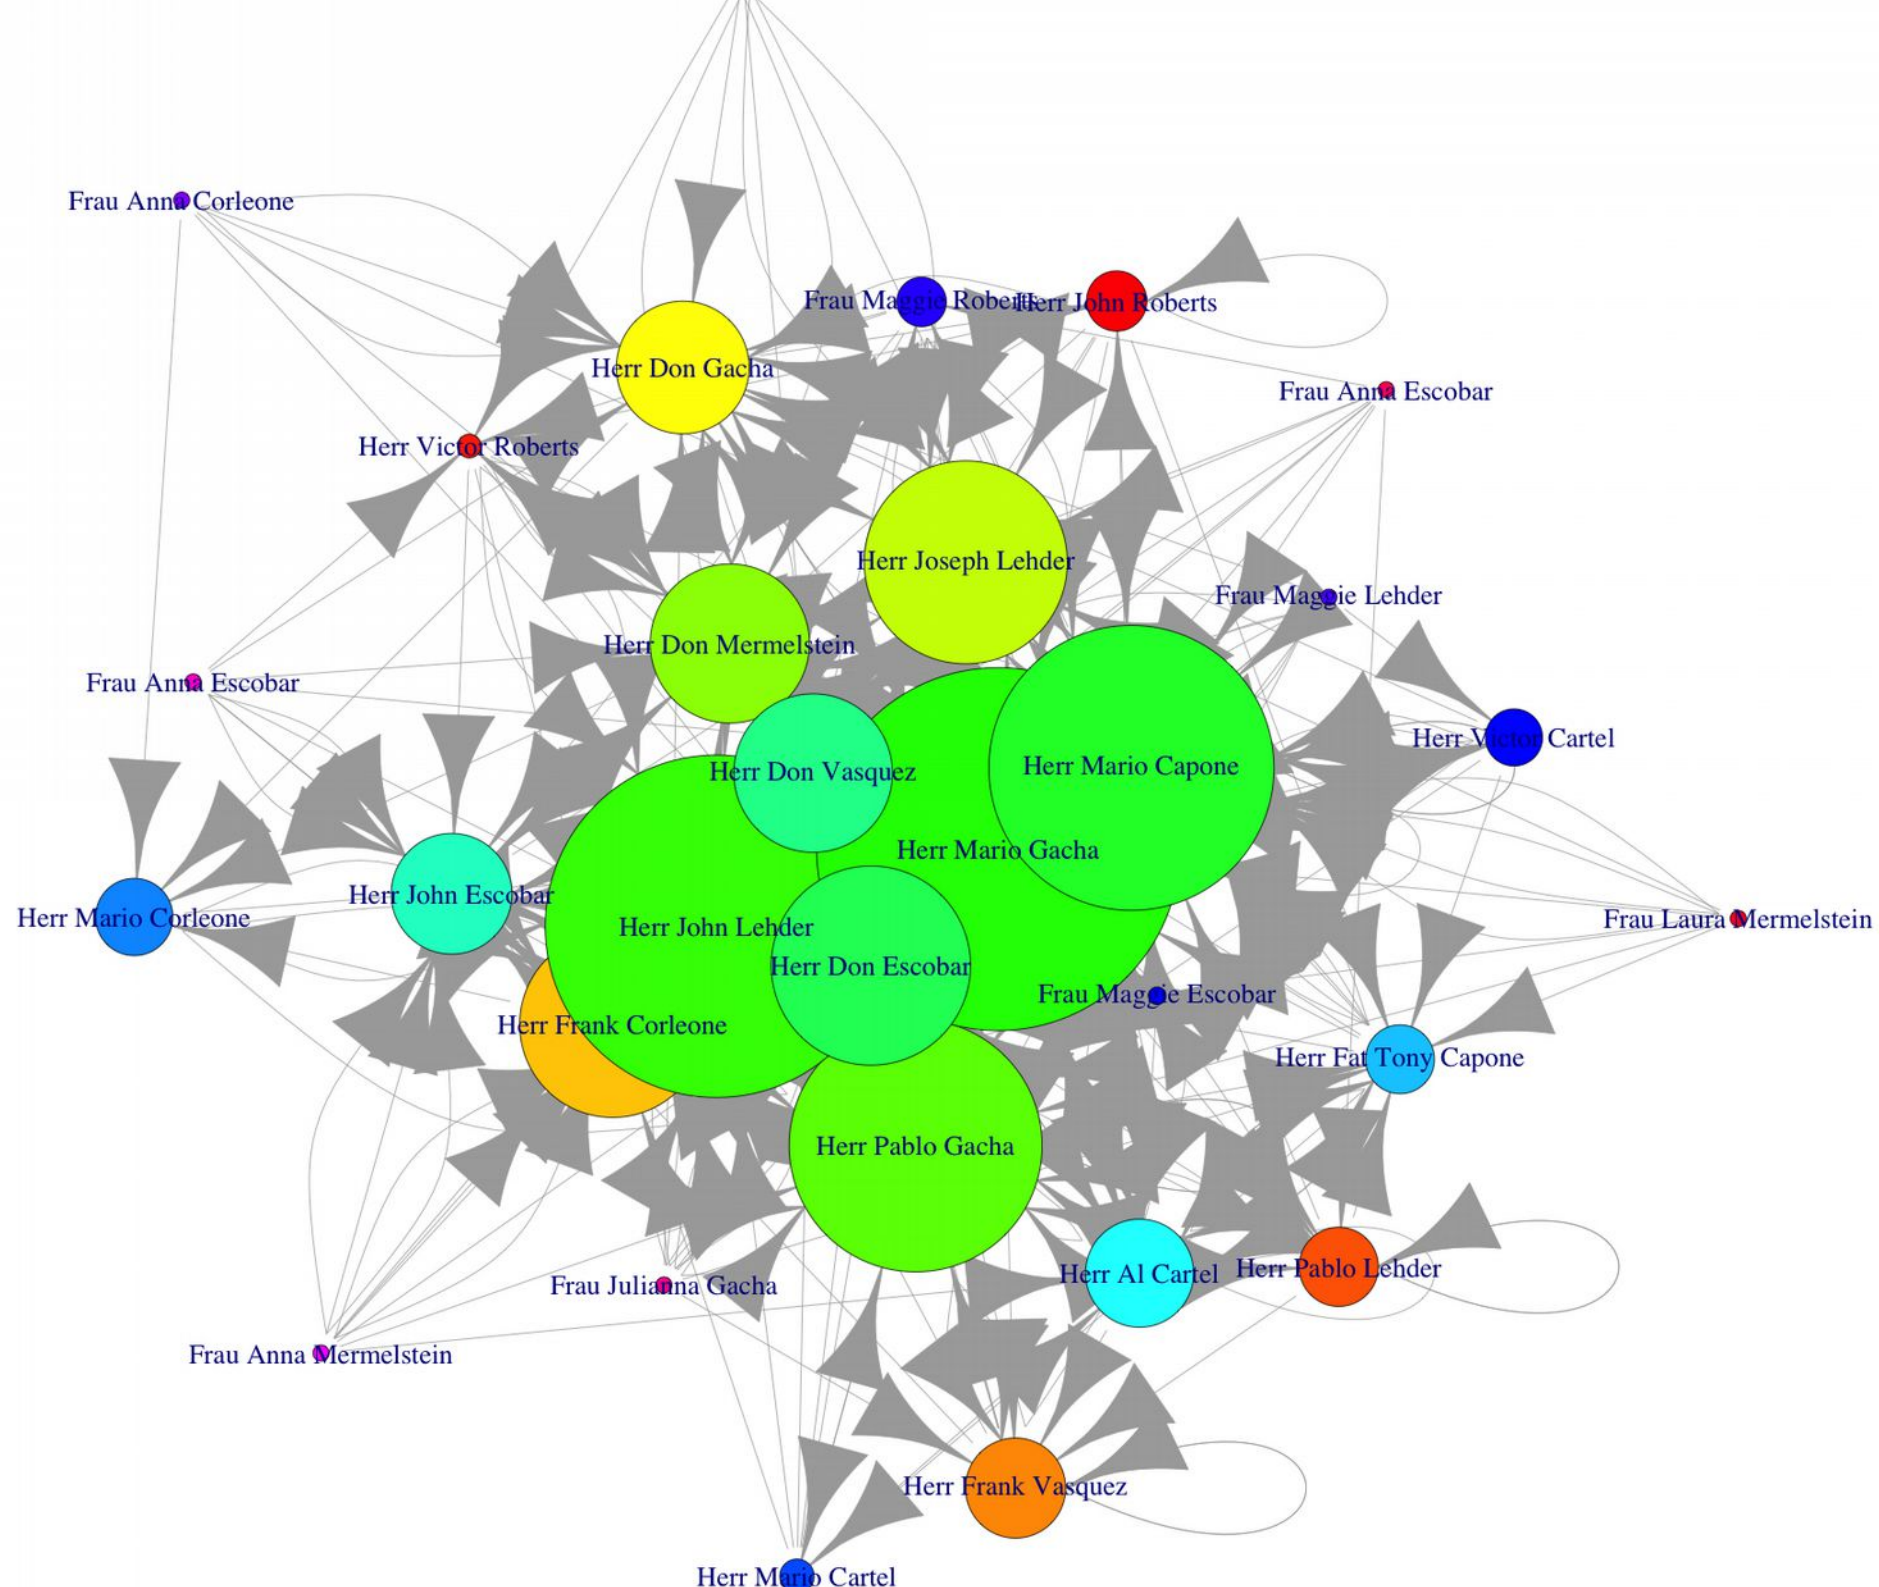 Frau Anna Corleone
Frau Maggie Roberts
Herr John Roberts
Herr Don Gacha
Frau Anna Escobar
Herr Victor Roberts
Herr Joseph Lehder
Frau Maggie Lehder
Herr Don Mermelstein
Frau Anna Escobar
Herr Victor Cartel
Herr Don Vasquez
Herr Mario Capone
Herr Mario Gacha
Herr John Escobar
Herr Mario Corleone
Frau Laura Mermelstein
Herr John Lehder
Herr Don Escobar
Frau Maggie Escobar
Herr Frank Corleone
Herr Fat Tony Capone
Herr Pablo Gacha
Herr Al Cartel
Herr Pablo Lehder
Frau Julianna Gacha
Frau Anna Mermelstein
Herr Frank Vasquez
Herr Mario Cartel